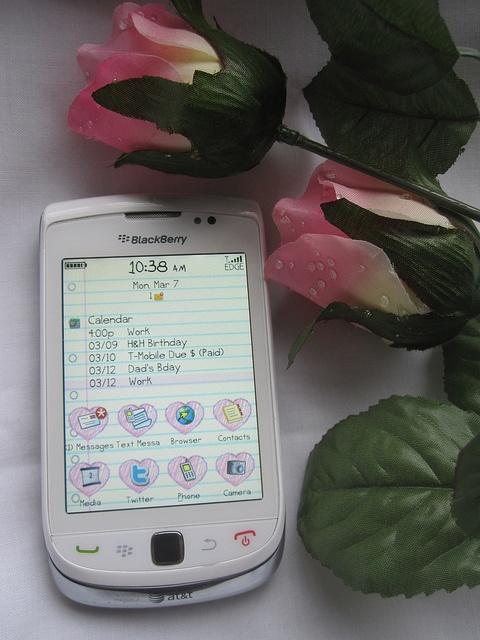 BlackBerry
10:38 AM
EDGE
Mon, Mar 7
1
Calendar
4:00p Work
03/09 H&H Birthday
03/10 T-Mobile Due $ (Paid)
03/12 Dad's Bday
03/12 Work
(1) Messages Text Messa Browser Contacts
Media Twitter Phone Camera
at&t